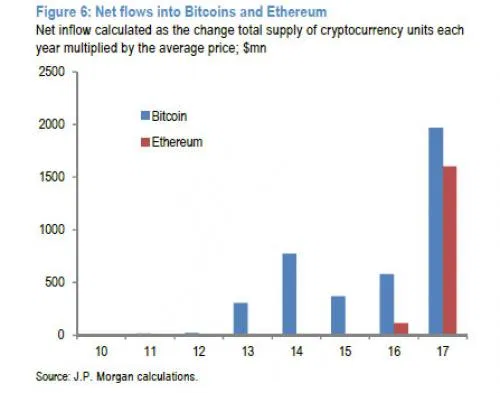 Figure 6: Net flows into Bitcoins and Ethereum
Net inflow calculated as the change total supply of cryptocurrency units each
year multiplied by the average price; $mn
2500
2000
1500
1000
500
0
Bitcoin
Ethereum
10 11 12 13 14 15 16 17
Source: J.P. Morgan calculations.